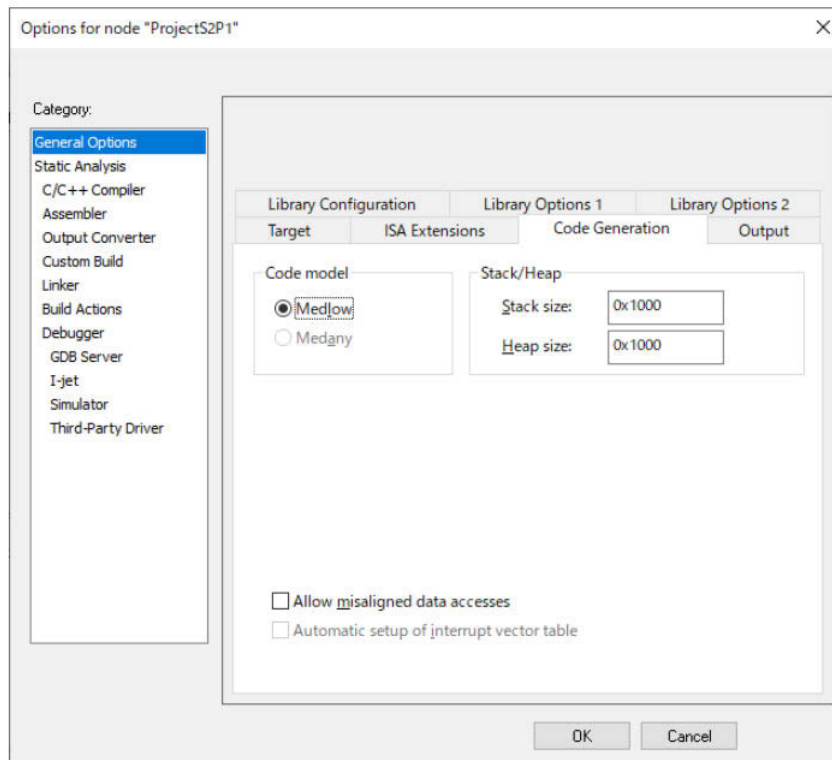 Options for node "ProjectS2P1"
Category:
General Options
Static Analysis
C/C++ Compiler
Assembler
Output Converter
Custom Build
Linker
Build Actions
Debugger
GDB Server
I-jet
Simulator
Third-Party Driver
Library Configuration Library Options 1 Library Options 2
Target ISA Extensions Code Generation Output
Code model
Medlow
Medany
Stack/Heap
Stack size: 0x1000
Heap size: 0x1000
Allow misaligned data accesses
Automatic setup of interrupt vector table
OK Cancel